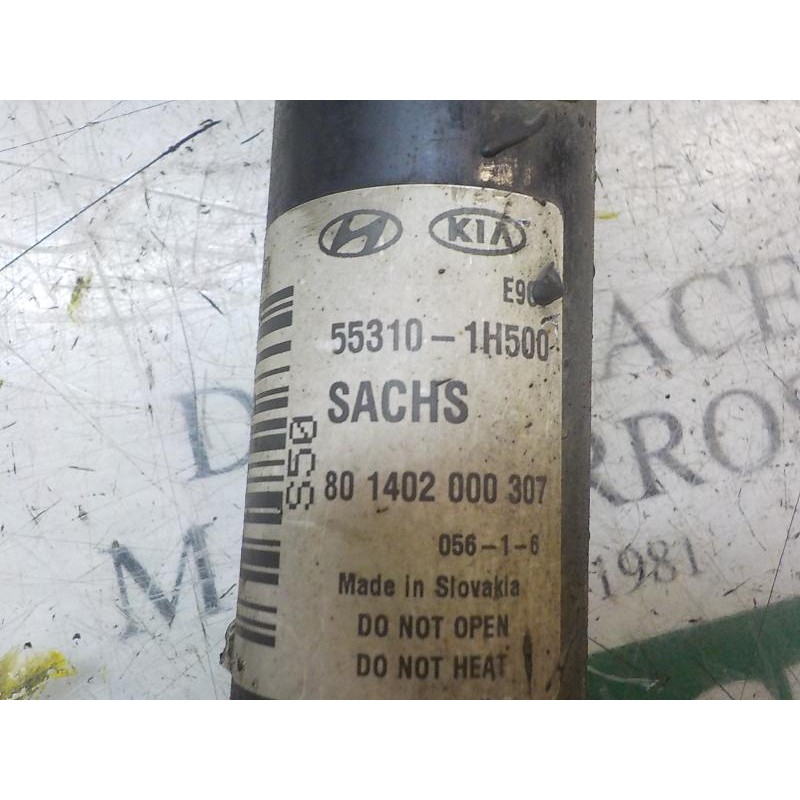 KIA
55310-1H500
SACHS
S50
80 1402 000 307
056-1-6
Made in Slovakia
DO NOT OPEN
DO NOT HEAT
1981